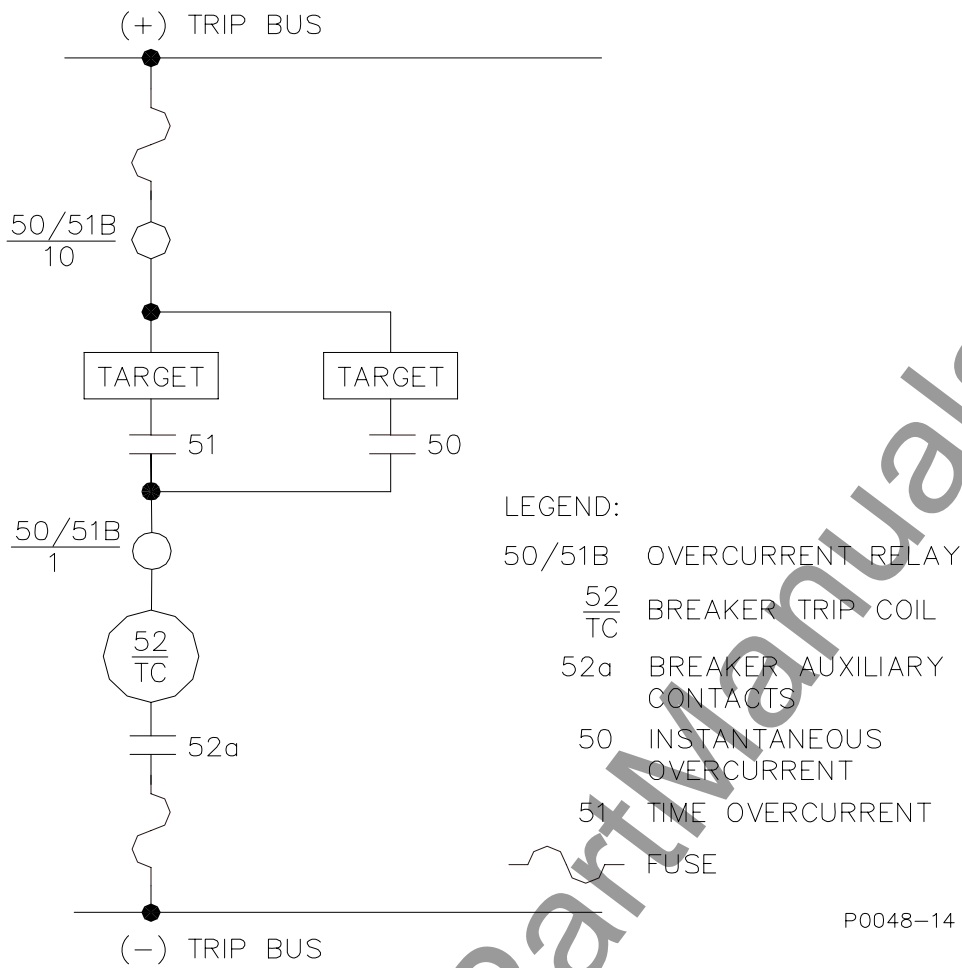 (+) TRIP BUS
50/51B
10
TARGET
TARGET
51
50
50/51B
1
52
TC
52a
(−) TRIP BUS
LEGEND:
50/51B OVERCURRENT RELAY
52
TC
BREAKER TRIP COIL
52a BREAKER AUXILIARY
CONTACTS
50 INSTANTANEOUS
OVERCURRENT
51 TIME OVERCURRENT
FUSE
P0048−14
PartManuals